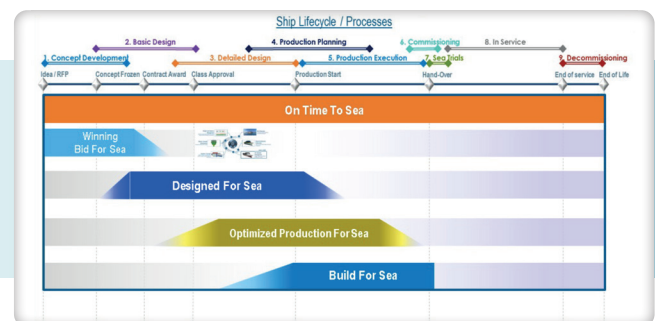 Ship Lifecycle / Processes
2. Basic Design
4. Production Planning
6. Commissioning
8. In Service
1. Concept Development
3. Detailed Design
5. Production Execution
7. Sea Trials
9. Decommissioning
Idea / RFP
Concept Frozen
Contract Award
Class Approval
Production Start
Hand-Over
End of service
End of Life
On Time To Sea
Winning
Bid For Sea
Designed For Sea
Optimized Production For Sea
Build For Sea